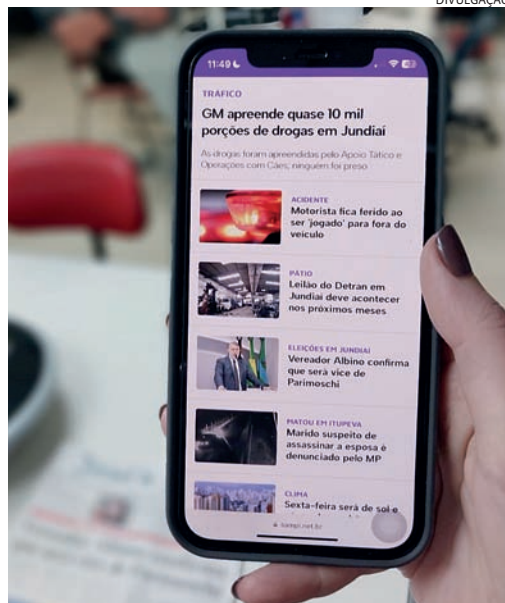 DIVULGAÇÃO
11:49
TRÁFICO
GM apreende quase 10 mil
porções de drogas em Jundiaí
As drogas foram apreendidas pelo Apoio Tático e
Operações com Cães; ninguém foi preso
ACIDENTE
Motorista fica ferido ao
ser 'jogado' para fora do
veículo
PÁTIO
Leilão do Detran em
Jundiaí deve acontecer
nos próximos meses
ELEIÇÕES EM JUNDIAÍ
Vereador Albino confirma
que será vice de
Parimoschi
MATOU EM ITUPEVA
Marido suspeito de
assassinar a esposa é
denunciado pelo MP
CLIMA
Sexta-feira será de sol e
sampi.net.br